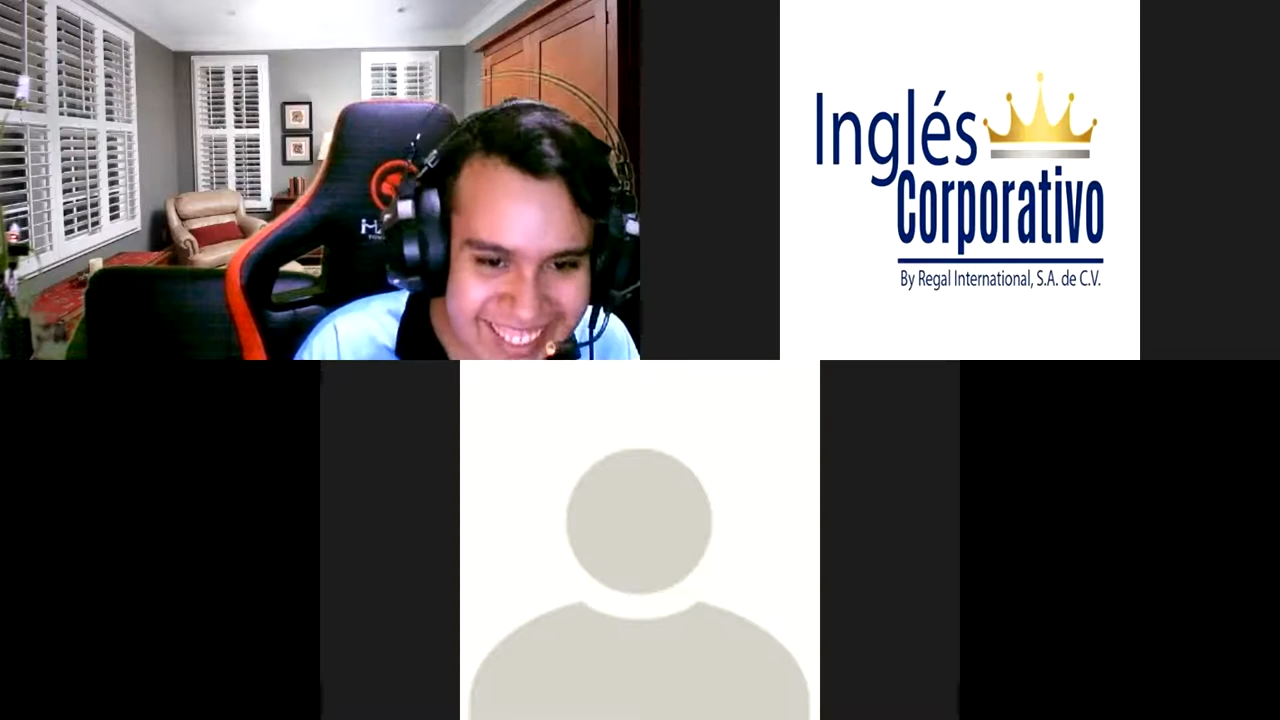 Inglés
Corporativo
By Regal International, S.A. de C.V.